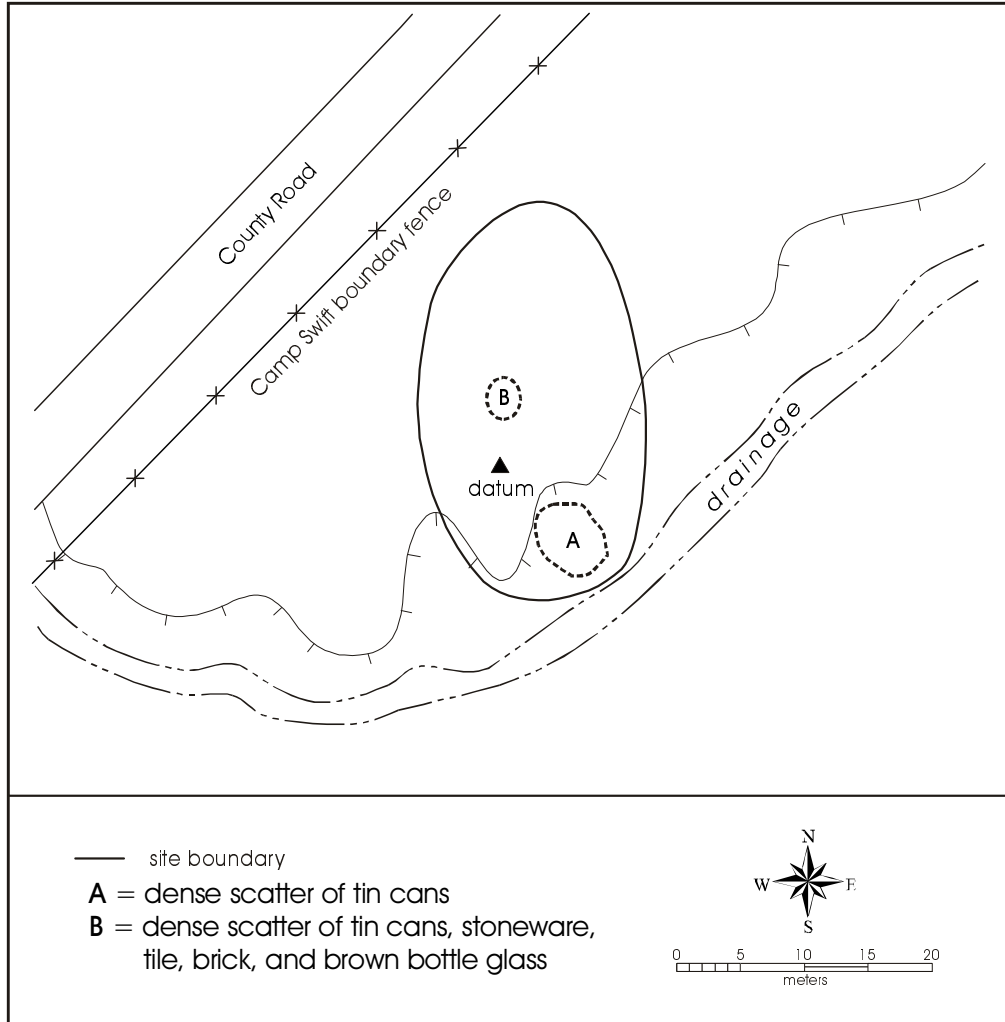 County Road
Camp Swift boundary fence
B
datum
A
drainage
site boundary
A = dense scatter of tin cans
B = dense scatter of tin cans, stoneware,
tile, brick, and brown bottle glass
N
W E
S
0 5 10 15 20
meters